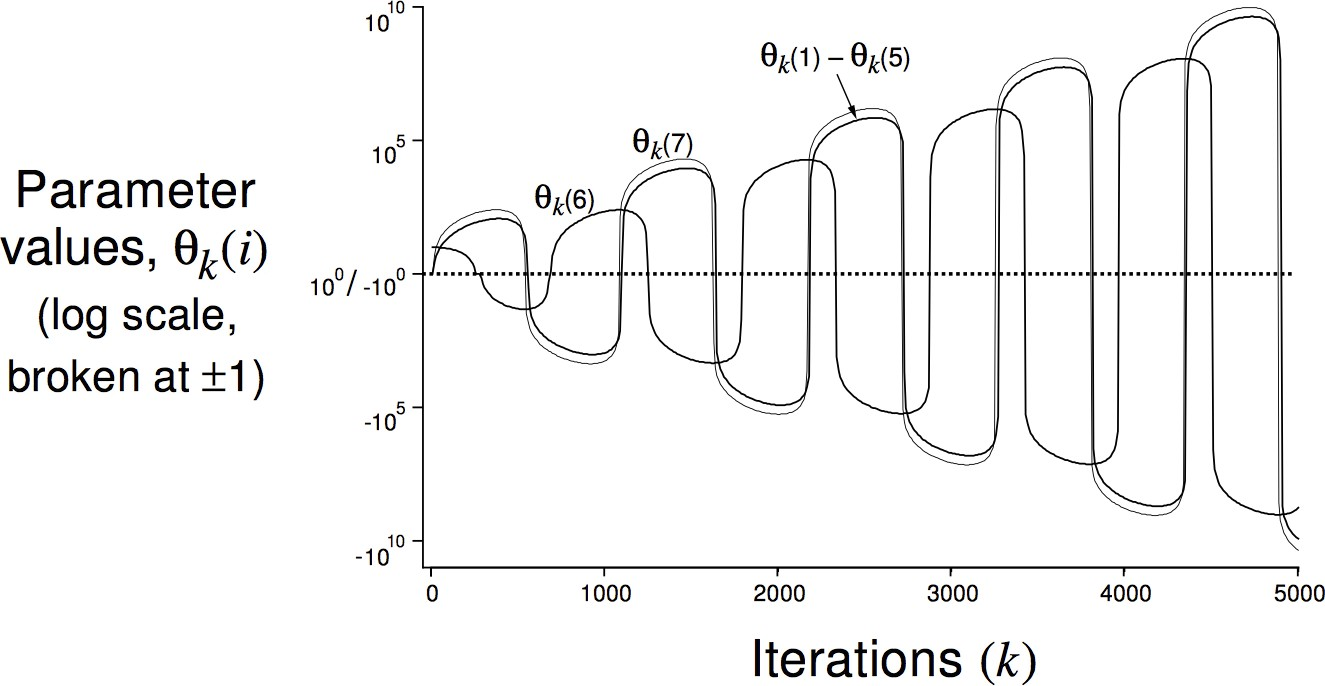 Parameter
values, θk(i)
(log scale,
broken at ±1)
10^10
10^5
10^0 / -10^0
-10^5
-10^10
θk(1) – θk(5)
θk(7)
θk(6)
0 1000 2000 3000 4000 5000
Iterations (k)